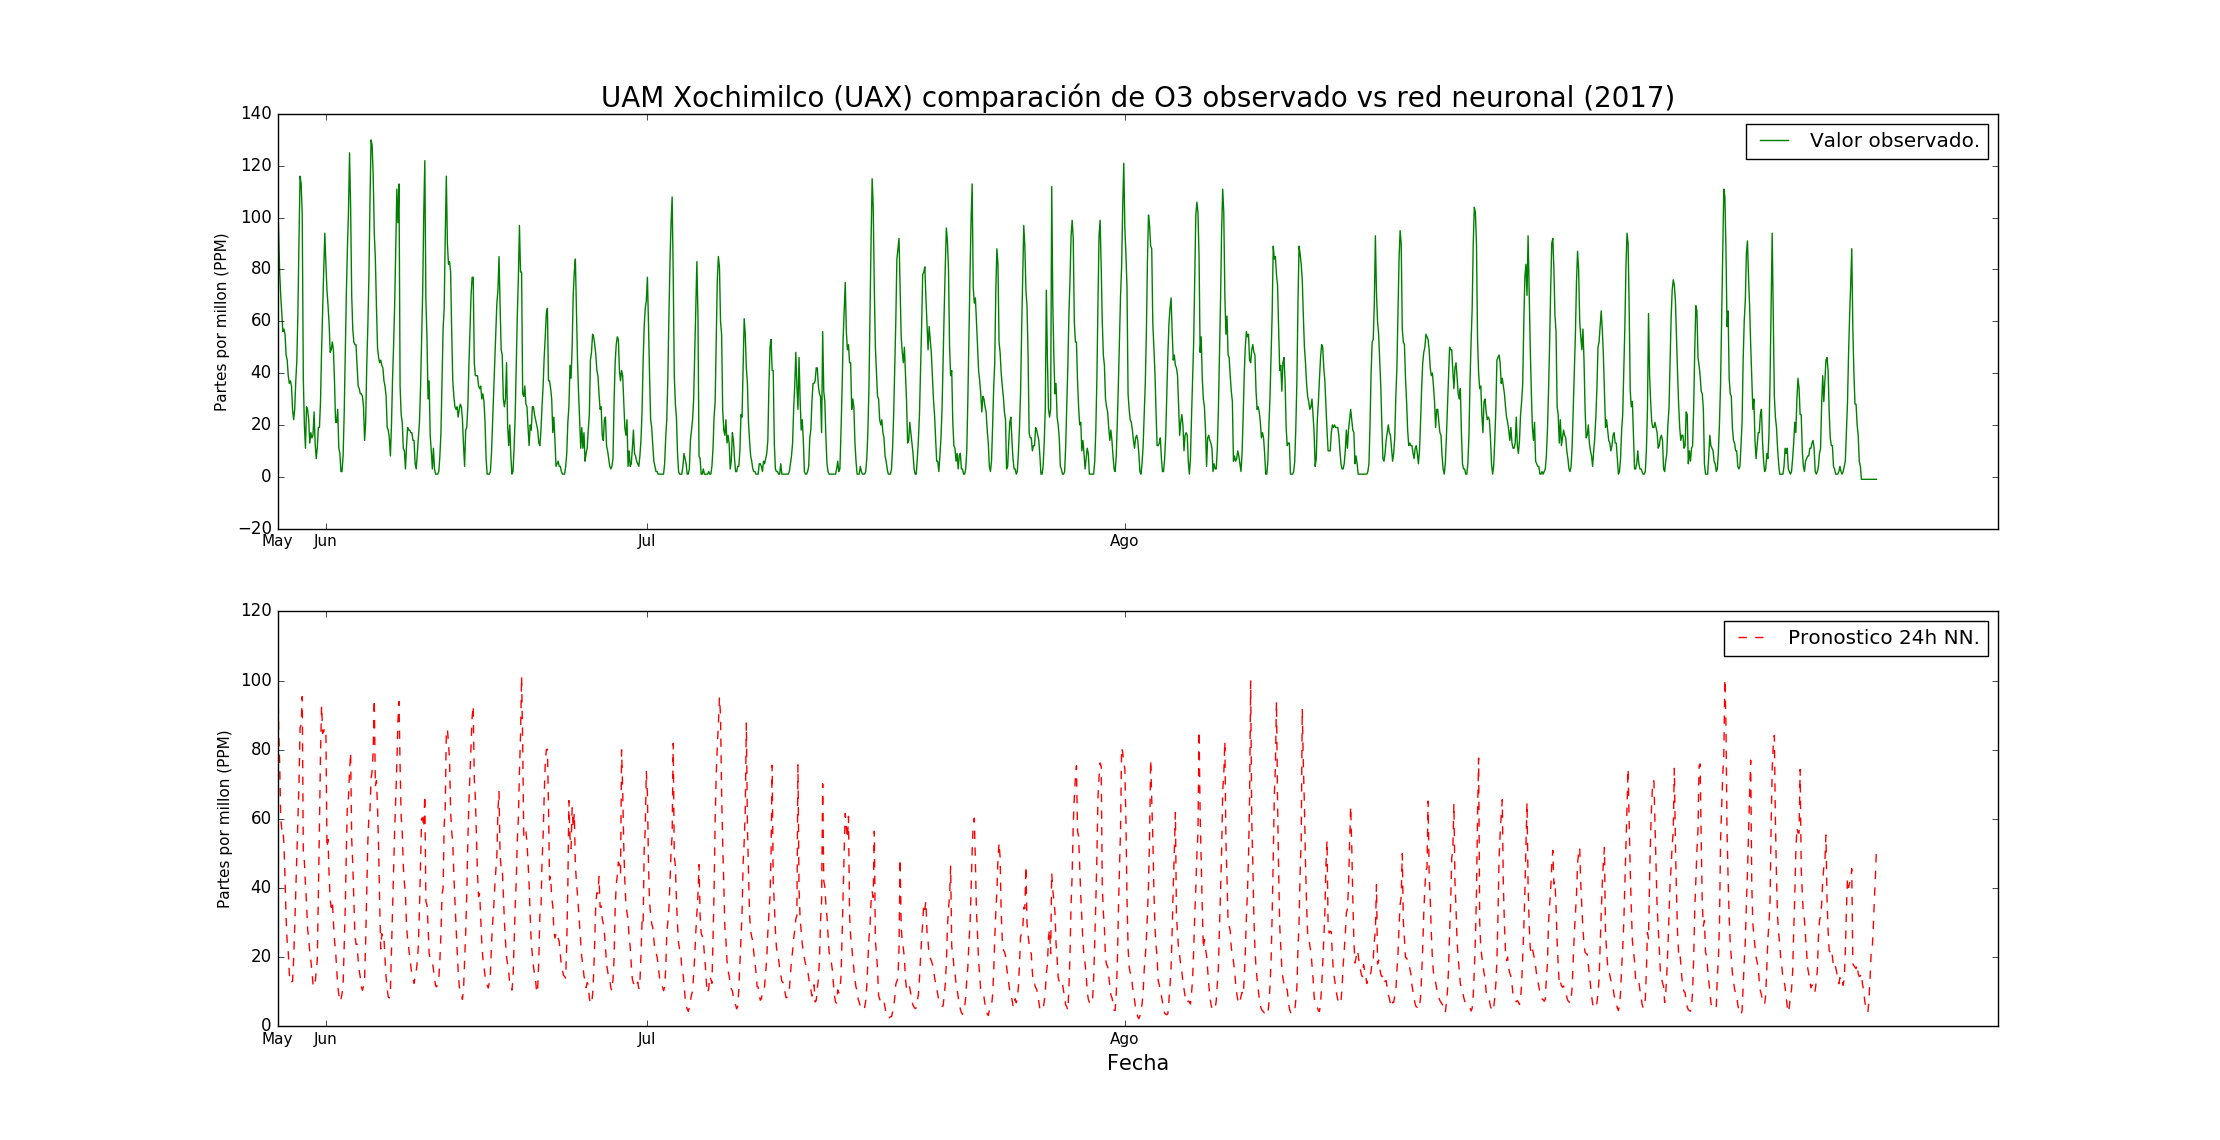 UAM Xochimilco (UAX) comparación de O3 observado vs red neuronal (2017)
140
120
100
80
60
40
20
0
−20
Partes por millon (PPM)
Valor observado.
May Jun Jul Ago
120
100
80
60
40
20
0
Partes por millon (PPM)
Pronostico 24h NN.
May Jun Jul Ago
Fecha